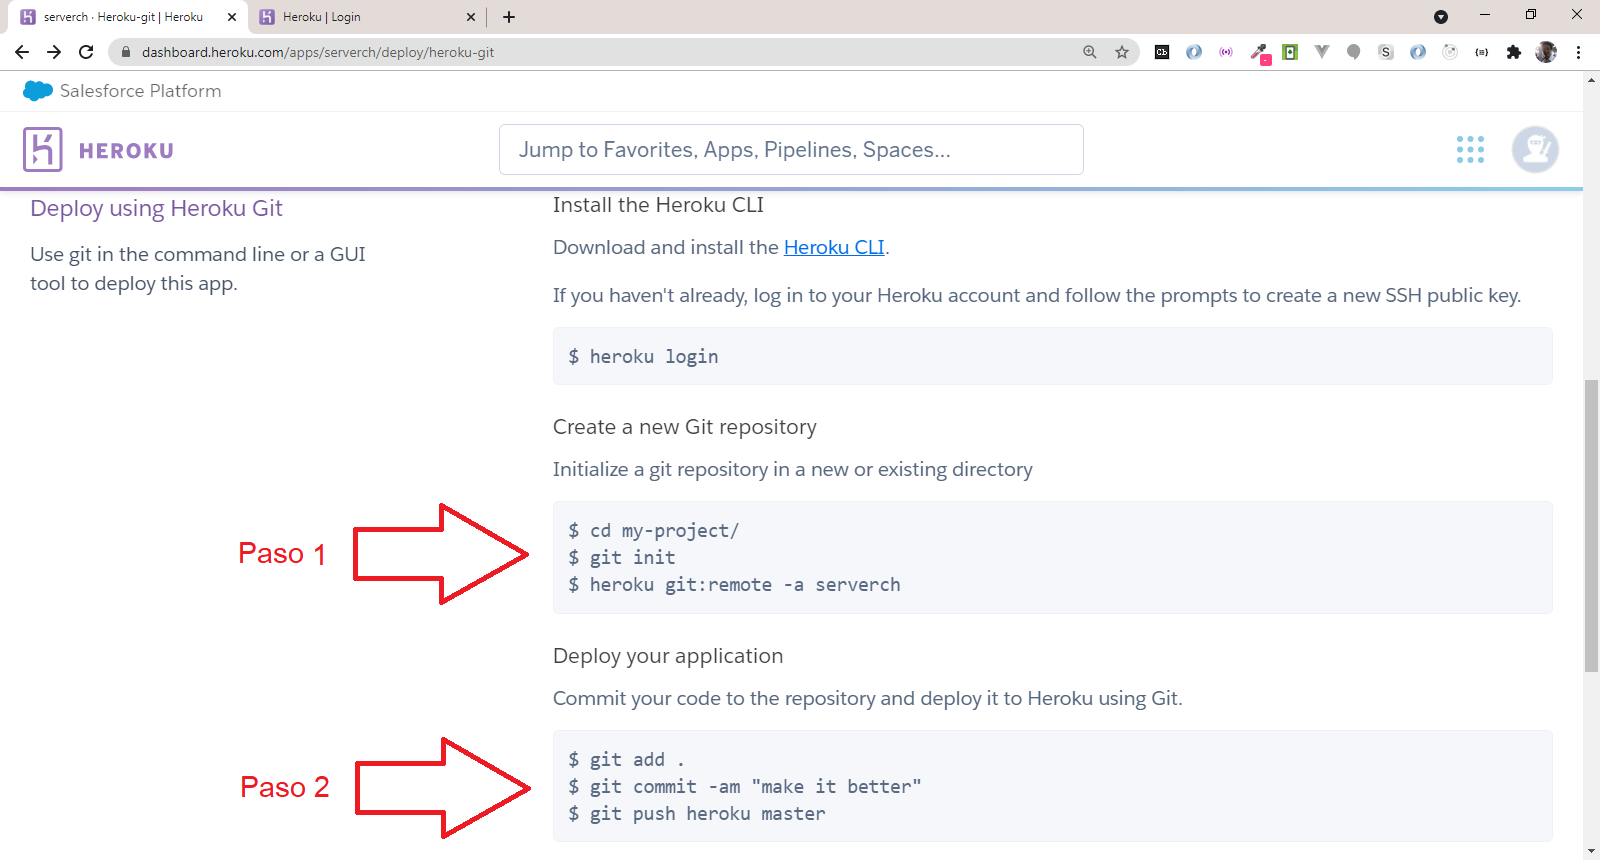 serverch · Heroku-git | Heroku
Heroku | Login
dashboard.heroku.com/apps/serverch/deploy/heroku-git
Salesforce Platform
HEROKU
Jump to Favorites, Apps, Pipelines, Spaces...
Deploy using Heroku Git
Use git in the command line or a GUI
tool to deploy this app.
Install the Heroku CLI
Download and install the Heroku CLI.
If you haven't already, log in to your Heroku account and follow the prompts to create a new SSH public key.
$ heroku login
Create a new Git repository
Initialize a git repository in a new or existing directory
Paso 1
$ cd my-project/
$ git init
$ heroku git:remote -a serverch
Deploy your application
Commit your code to the repository and deploy it to Heroku using Git.
Paso 2
$ git add .
$ git commit -am "make it better"
$ git push heroku master